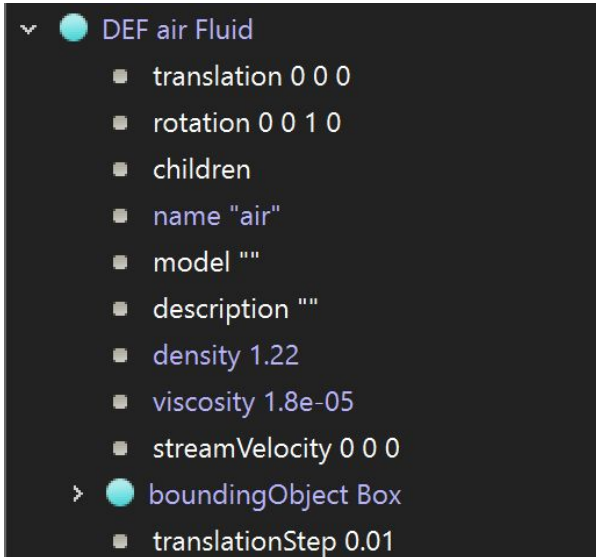 DEF air Fluid
translation 0 0 0
rotation 0 0 1 0
children
name "air"
model ""
description ""
density 1.22
viscosity 1.8e-05
streamVelocity 0 0 0
boundingObject Box
translationStep 0.01